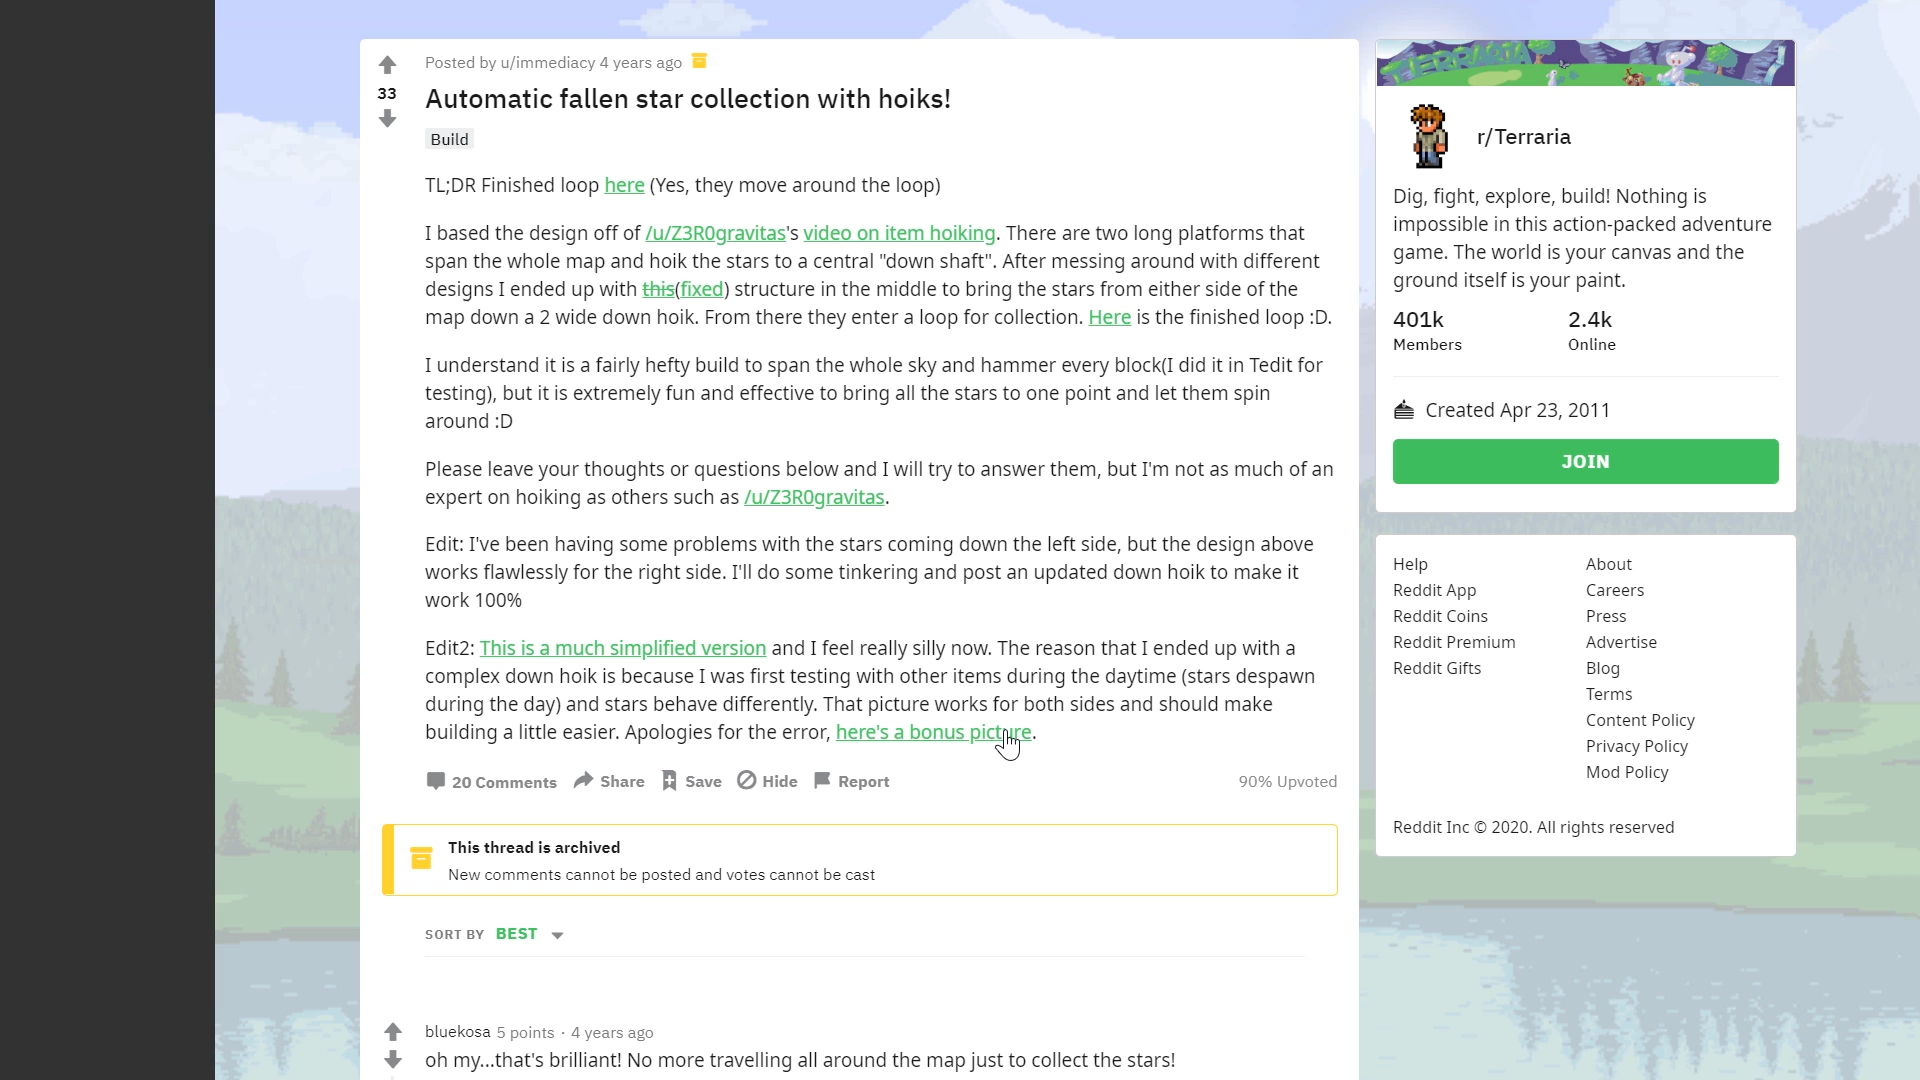 Posted by u/immediacy 4 years ago
33
Automatic fallen star collection with hoiks!
Build
TL;DR Finished loop here (Yes, they move around the loop)
I based the design off of /u/Z3R0gravitas's video on item hoiking. There are two long platforms that
span the whole map and hoik the stars to a central "down shaft". After messing around with different
designs I ended up with this(fixed) structure in the middle to bring the stars from either side of the
map down a 2 wide down hoik. From there they enter a loop for collection. Here is the finished loop :D.
I understand it is a fairly hefty build to span the whole sky and hammer every block(I did it in Tedit for
testing), but it is extremely fun and effective to bring all the stars to one point and let them spin
around :D
Please leave your thoughts or questions below and I will try to answer them, but I'm not as much of an
expert on hoiking as others such as /u/Z3R0gravitas.
Edit: I've been having some problems with the stars coming down the left side, but the design above
works flawlessly for the right side. I'll do some tinkering and post an updated down hoik to make it
work 100%
Edit2: This is a much simplified version and I feel really silly now. The reason that I ended up with a
complex down hoik is because I was first testing with other items during the daytime (stars despawn
during the day) and stars behave differently. That picture works for both sides and should make
building a little easier. Apologies for the error, here's a bonus picture.
20 Comments Share Save Hide Report 90% Upvoted
This thread is archived
New comments cannot be posted and votes cannot be cast
SORT BY BEST
bluekosa 5 points · 4 years ago
oh my...that's brilliant! No more travelling all around the map just to collect the stars!
TERRARIA
r/Terraria
Dig, fight, explore, build! Nothing is
impossible in this action-packed adventure
game. The world is your canvas and the
ground itself is your paint.
401k 2.4k
Members Online
Created Apr 23, 2011
JOIN
Help About
Reddit App Careers
Reddit Coins Press
Reddit Premium Advertise
Reddit Gifts Blog
Terms
Content Policy
Privacy Policy
Mod Policy
Reddit Inc © 2020. All rights reserved